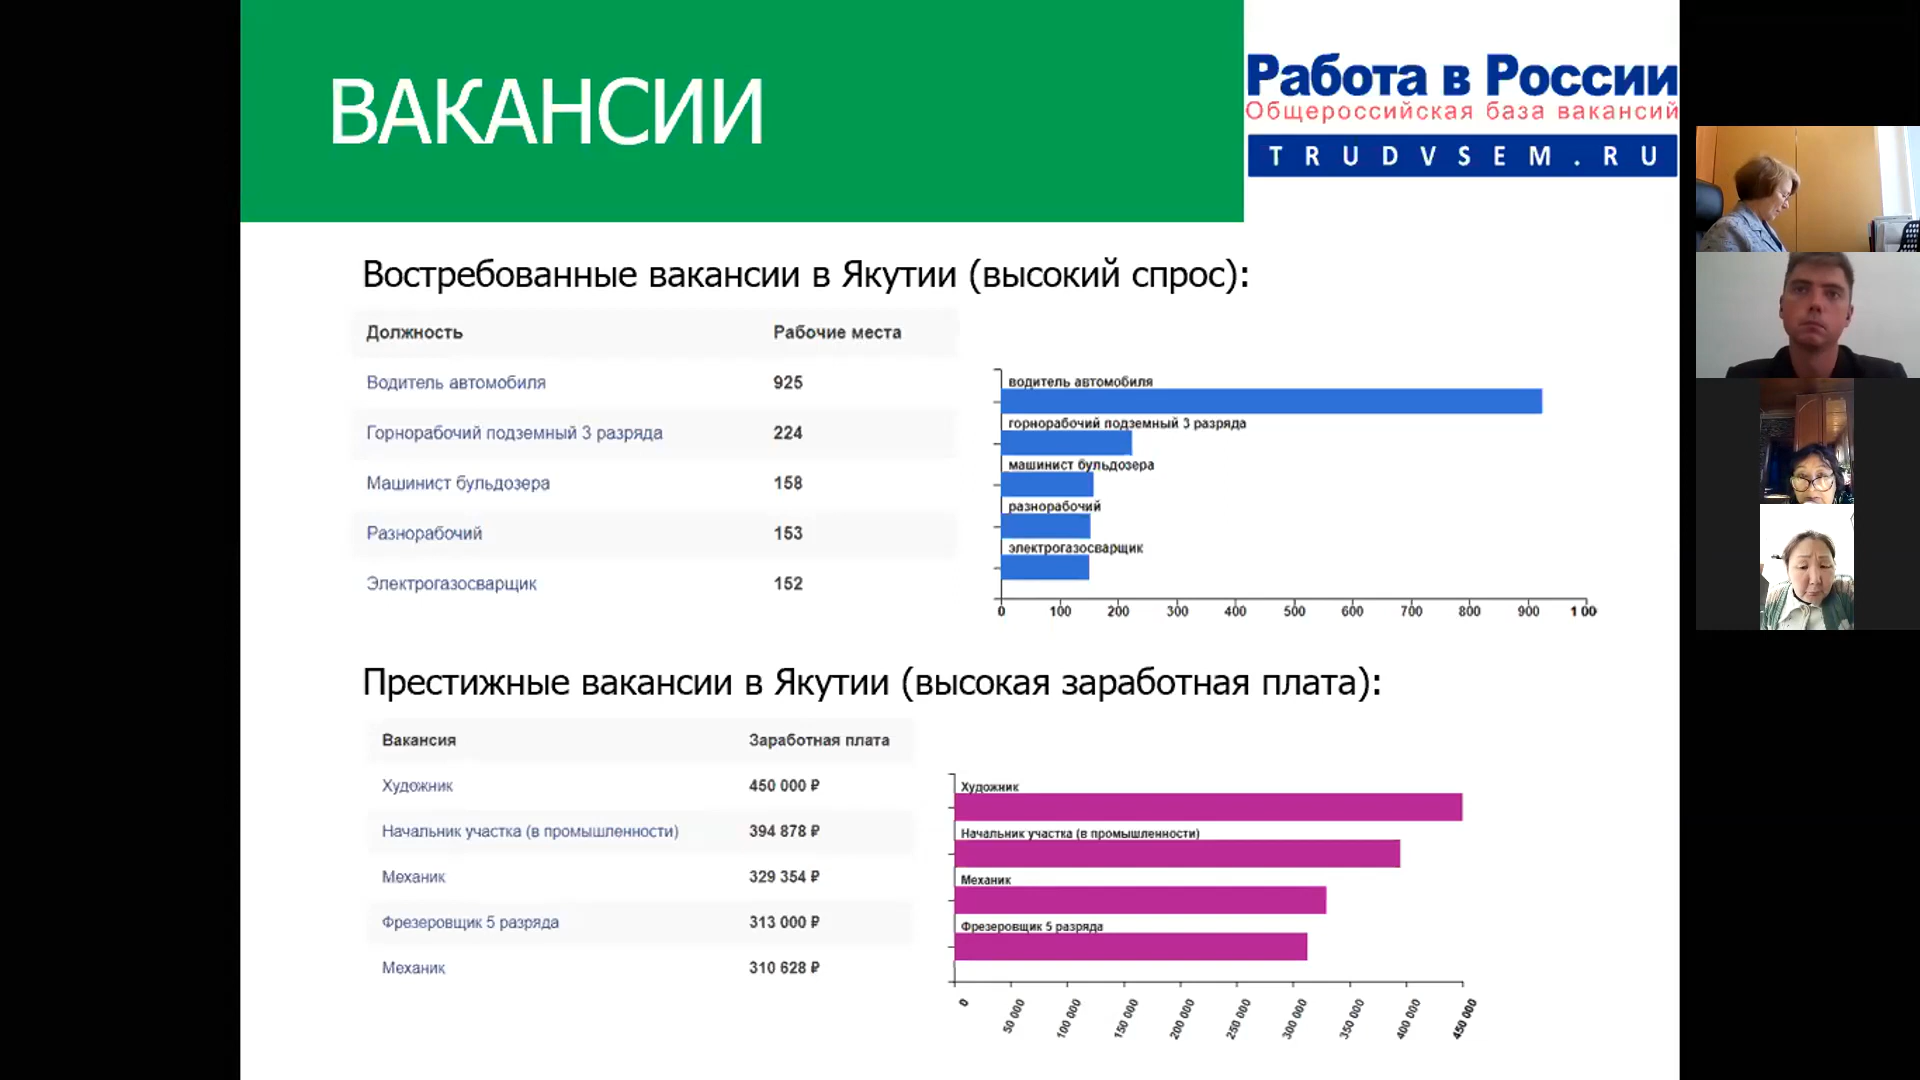 ВАКАНСИИ
Работа в России
Общероссийская база вакансий
TRUDVSEM.RU
Востребованные вакансии в Якутии (высокий спрос):
Должность Рабочие места
Водитель автомобиля 925
Горнорабочий подземный 3 разряда 224
Машинист бульдозера 158
Разнорабочий 153
Электрогазосварщик 152
водитель автомобиля
горнорабочий подземный 3 разряда
машинист бульдозера
разнорабочий
электрогазосварщик
0 100 200 300 400 500 600 700 800 900 1 00
Престижные вакансии в Якутии (высокая заработная плата):
Вакансия Заработная плата
Художник 450 000 ₽
Начальник участка (в промышленности) 394 878 ₽
Механик 329 354 ₽
Фрезеровщик 5 разряда 313 000 ₽
Механик 310 628 ₽
Художник
Начальник участка (в промышленности)
Механик
Фрезеровщик 5 разряда
0 50 000 100 000 150 000 200 000 250 000 300 000 350 000 400 000 450 000